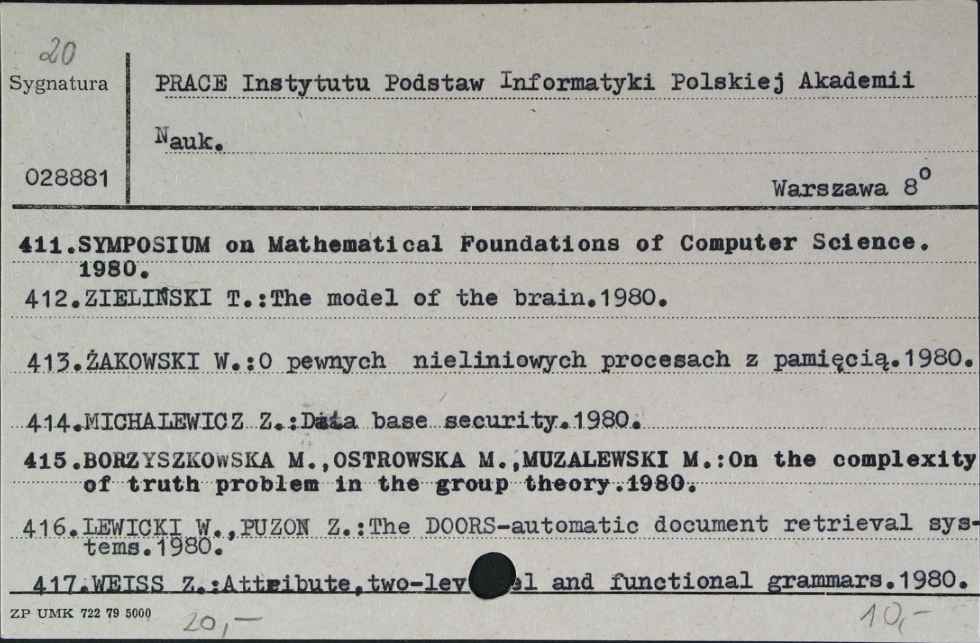 20
Sygnatura
PRACE Instytutu Podstaw Informatyki Polskiej Akademii
Nauk.
028881
Warszawa 8°
411.SYMPOSIUM on Mathematical Foundations of Computer Science.
1980.
412.ZIELIŃSKI T.:The model of the brain.1980.
413.ŻAKOWSKI W.:O pewnych nieliniowych procesach z pamięcią.1980.
414.MICHALEWICZ Z.:Data base security.1980.
415.BORZYSZKOWSKA M.,OSTROWSKA M.,MUZALEWSKI M.:On the complexity
of truth problem in the group theory.1980.
416.LEWICKI W.,PUZON Z.:The DOORS-automatic document retrieval sys-
tems.1980.
417.WEISS Z.:Attribute,two-lev el and functional grammars.1980.
ZP UMK 722 79 5000
20,-
10,-